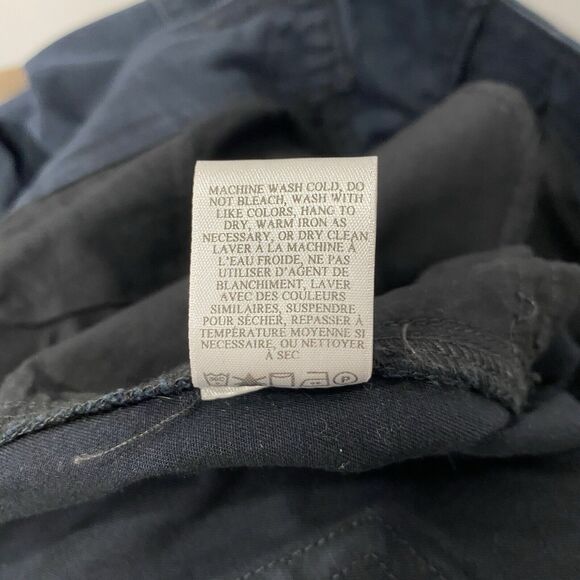 MACHINE WASH COLD, DO
NOT BLEACH, WASH WITH
LIKE COLORS, HANG TO
DRY, WARM IRON AS
NECESSARY, OR DRY CLEAN
LAVER À LA MACHINE À
L'EAU FROIDE, NE PAS
UTILISER D'AGENT DE
BLANCHIMENT, LAVER
AVEC DES COULEURS
SIMILAIRES, SUSPENDRE
POUR SÉCHER, REPASSER À
TEMPÉRATURE MOYENNE SI
NECESSAIRE, OU NETTOYER
À SEC
P